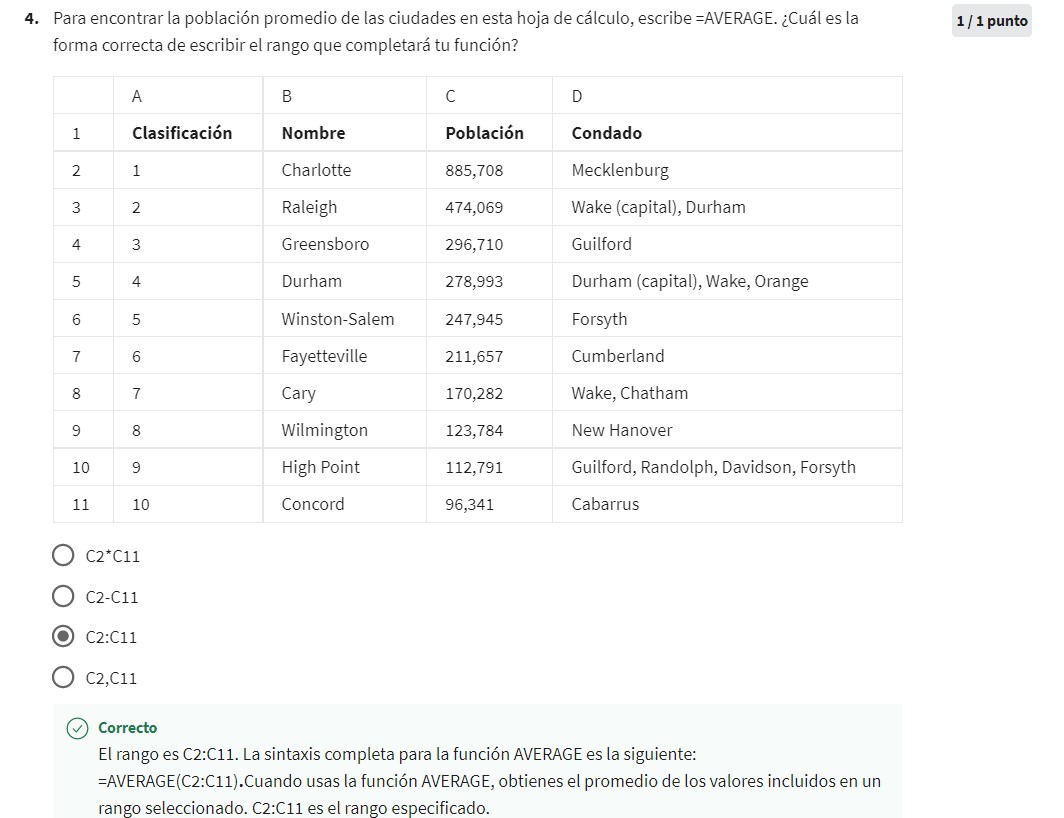 4. Para encontrar la población promedio de las ciudades en esta hoja de cálculo, escribe =AVERAGE. ¿Cuál es la
forma correcta de escribir el rango que completará tu función?
1 / 1 punto
A B C D
1 Clasificación Nombre Población Condado
2 1 Charlotte 885,708 Mecklenburg
3 2 Raleigh 474,069 Wake (capital), Durham
4 3 Greensboro 296,710 Guilford
5 4 Durham 278,993 Durham (capital), Wake, Orange
6 5 Winston-Salem 247,945 Forsyth
7 6 Fayetteville 211,657 Cumberland
8 7 Cary 170,282 Wake, Chatham
9 8 Wilmington 123,784 New Hanover
10 9 High Point 112,791 Guilford, Randolph, Davidson, Forsyth
11 10 Concord 96,341 Cabarrus
C2*C11
C2-C11
C2:C11
C2,C11
Correcto
El rango es C2:C11. La sintaxis completa para la función AVERAGE es la siguiente:
=AVERAGE(C2:C11).Cuando usas la función AVERAGE, obtienes el promedio de los valores incluidos en un
rango seleccionado. C2:C11 es el rango especificado.